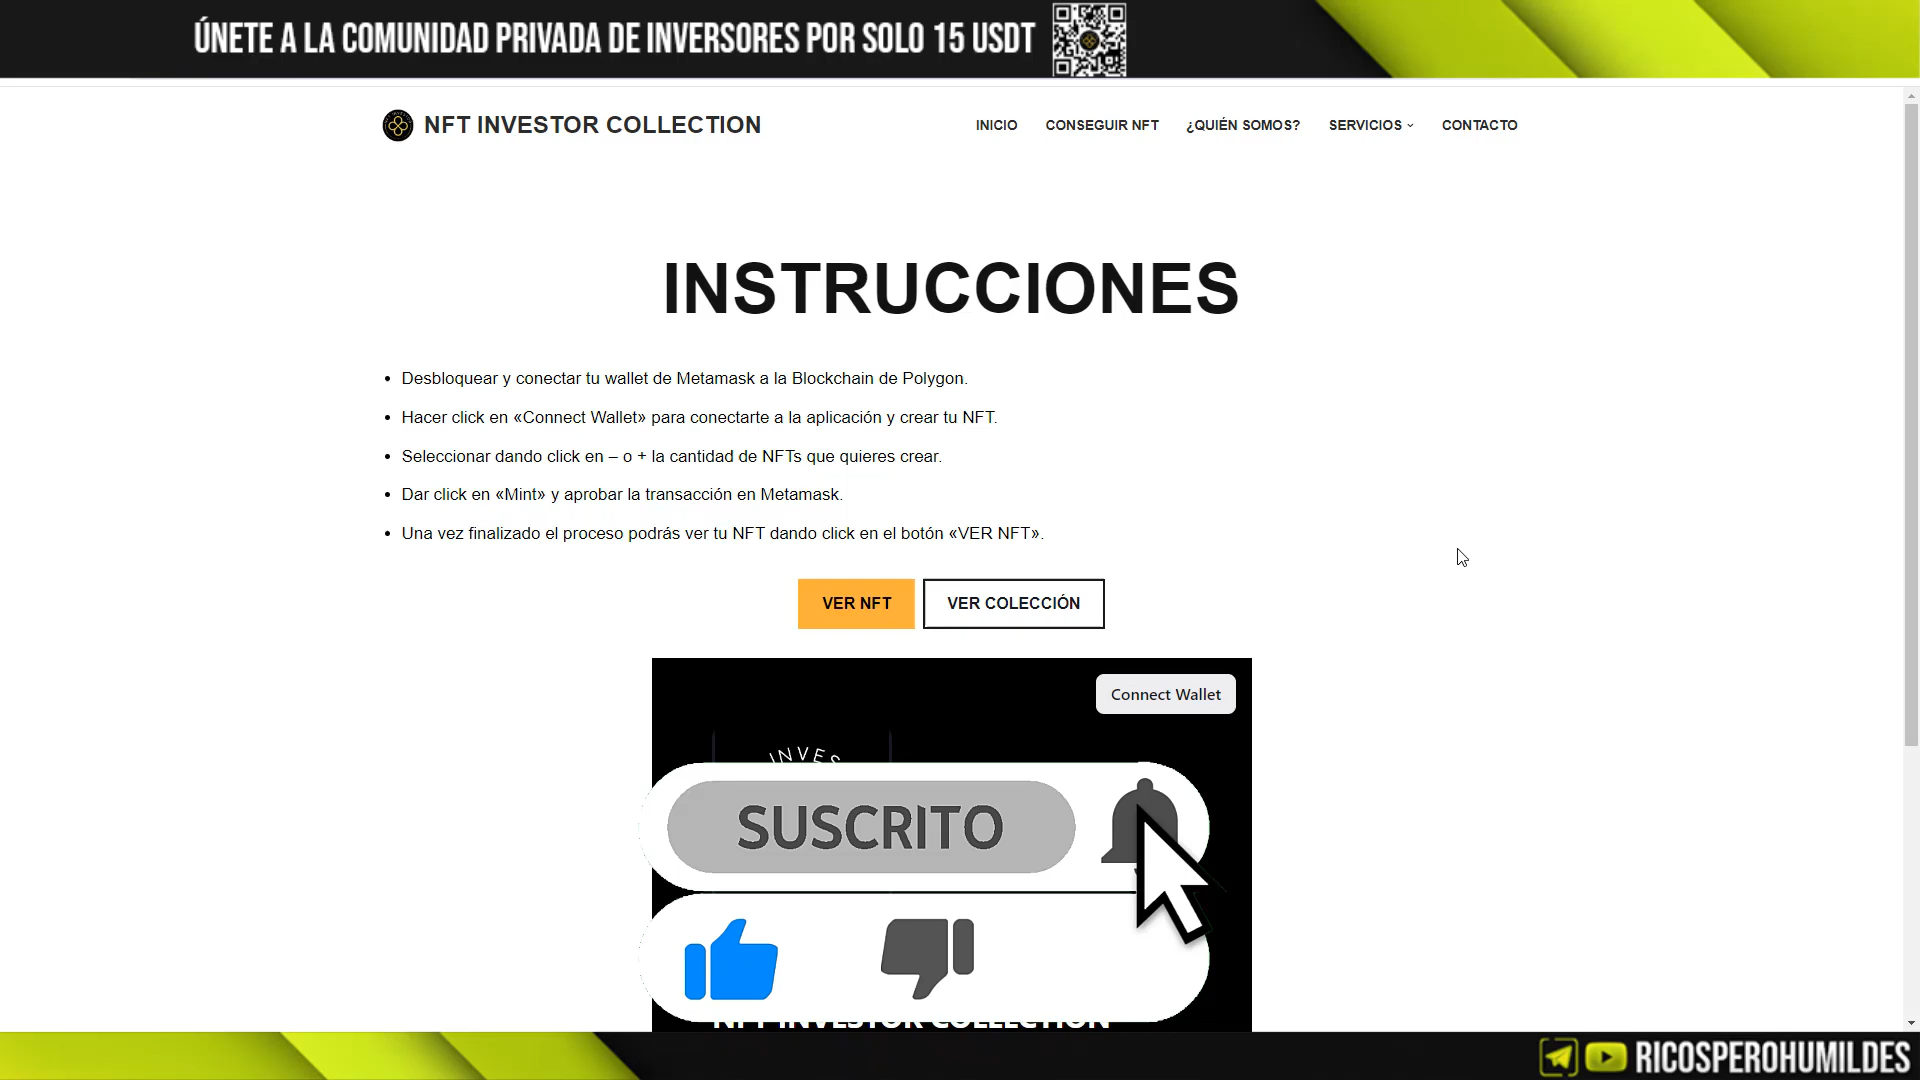 ÚNETE A LA COMUNIDAD PRIVADA DE INVERSORES POR SOLO 15 USDT
NFT INVESTOR COLLECTION
INICIO
CONSEGUIR NFT
¿QUIÉN SOMOS?
SERVICIOS
CONTACTO
INSTRUCCIONES
• Desbloquear y conectar tu wallet de Metamask a la Blockchain de Polygon.
• Hacer click en «Connect Wallet» para conectarte a la aplicación y crear tu NFT.
• Seleccionar dando click en – o + la cantidad de NFTs que quieres crear.
• Dar click en «Mint» y aprobar la transacción en Metamask.
• Una vez finalizado el proceso podrás ver tu NFT dando click en el botón «VER NFT».
VER NFT
VER COLECCIÓN
Connect Wallet
INVES
SUSCRITO
NFT INVESTOR COLLECTION
RICOSPEROHUMILDES